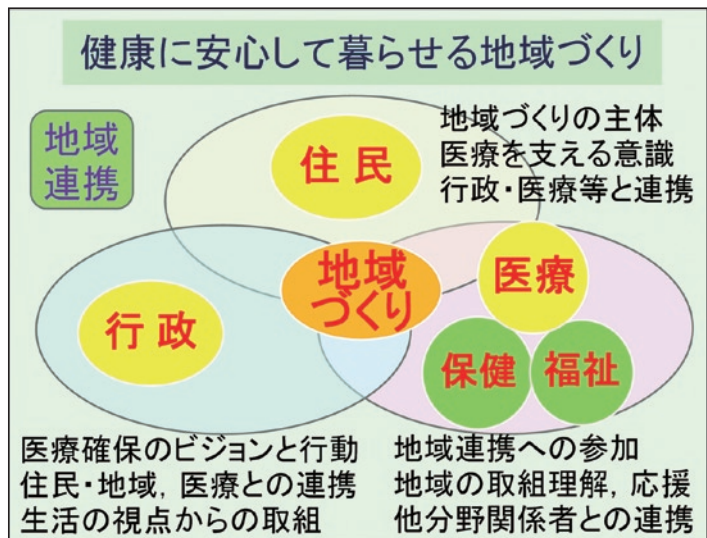 健康に安心して暮らせる地域づくり
地域
連携
住民
地域づくりの主体
医療を支える意識
行政・医療等と連携
地域
づくり
医療
行政
保健
福祉
医療確保のビジョンと行動
住民・地域，医療との連携
生活の視点からの取組
地域連携への参加
地域の取組理解，応援
他分野関係者との連携